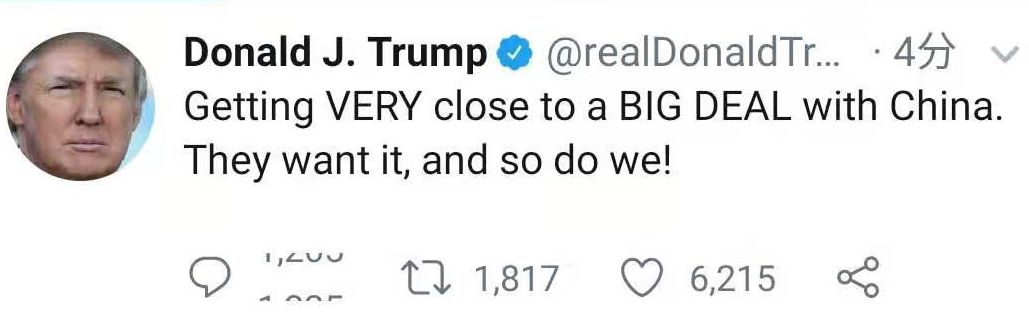 Donald J. Trump @realDonaldTr... · 4分
Getting VERY close to a BIG DEAL with China.
They want it, and so do we!
1,817 6,215